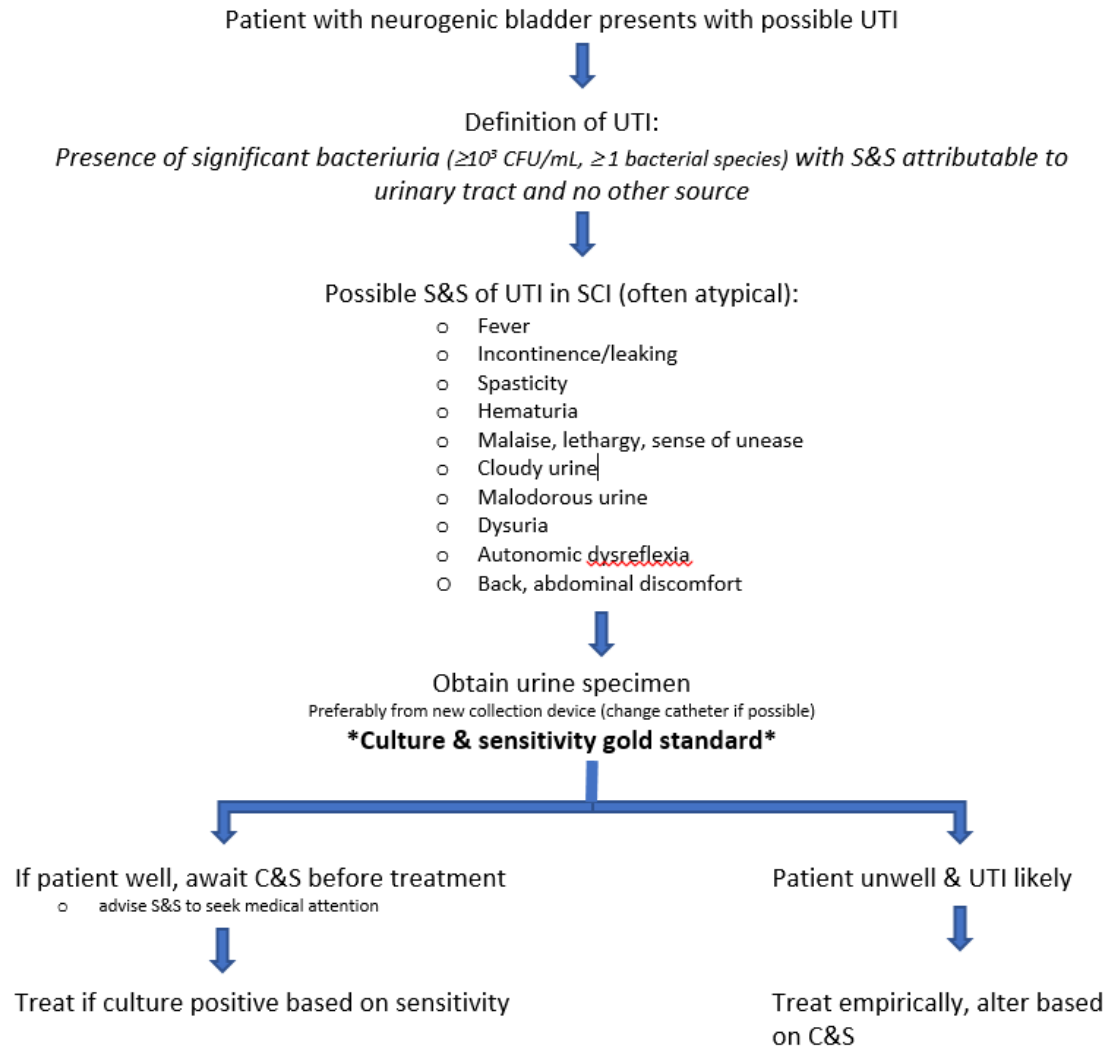 Patient with neurogenic bladder presents with possible UTI
Definition of UTI:
Presence of significant bacteriuria (≥10³ CFU/mL, ≥1 bacterial species) with S&S attributable to
urinary tract and no other source
Possible S&S of UTI in SCI (often atypical):
o Fever
o Incontinence/leaking
o Spasticity
o Hematuria
o Malaise, lethargy, sense of unease
o Cloudy urine
o Malodorous urine
o Dysuria
o Autonomic dysreflexia
O Back, abdominal discomfort
Obtain urine specimen
Preferably from new collection device (change catheter if possible)
*Culture & sensitivity gold standard*
If patient well, await C&S before treatment
o advise S&S to seek medical attention
Treat if culture positive based on sensitivity
Patient unwell & UTI likely
Treat empirically, alter based
on C&S